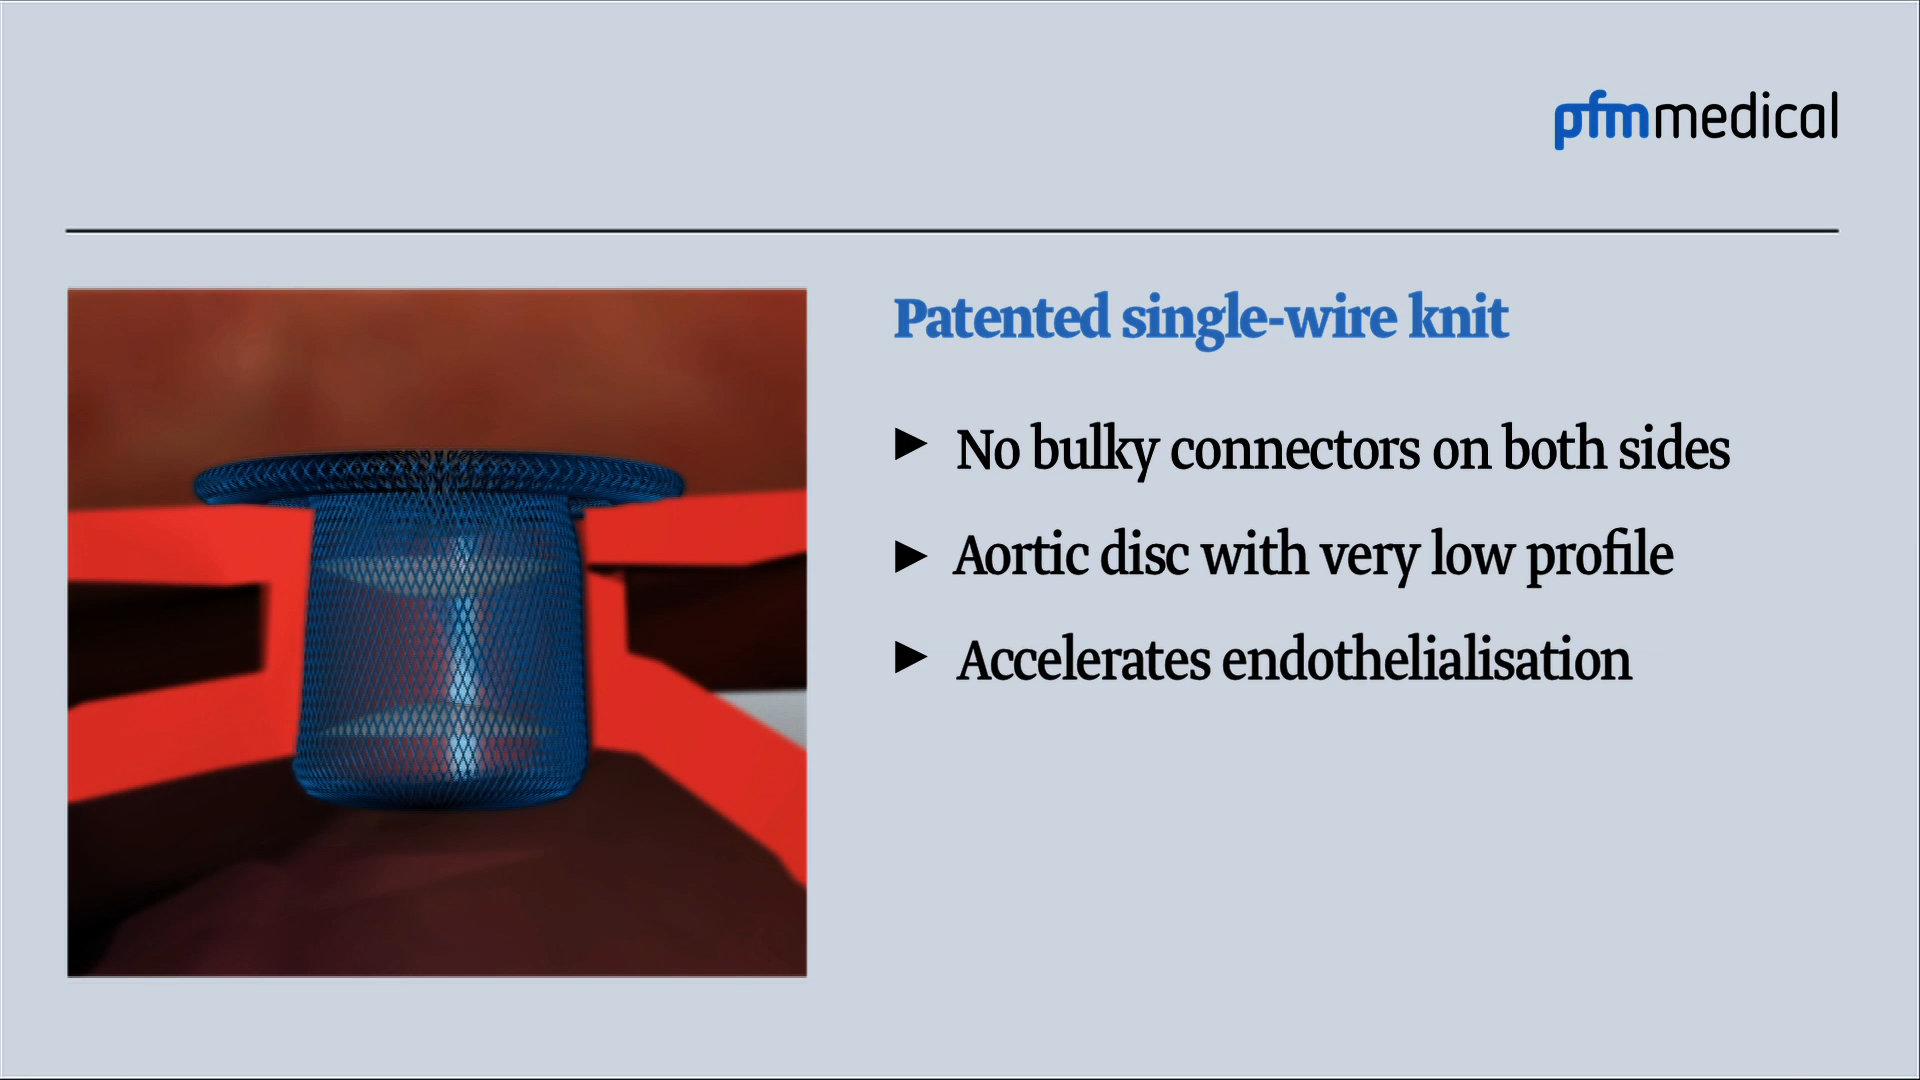 pfmmedical
Patented single-wire knit
► No bulky connectors on both sides
► Aortic disc with very low profile
► Accelerates endothelialisation